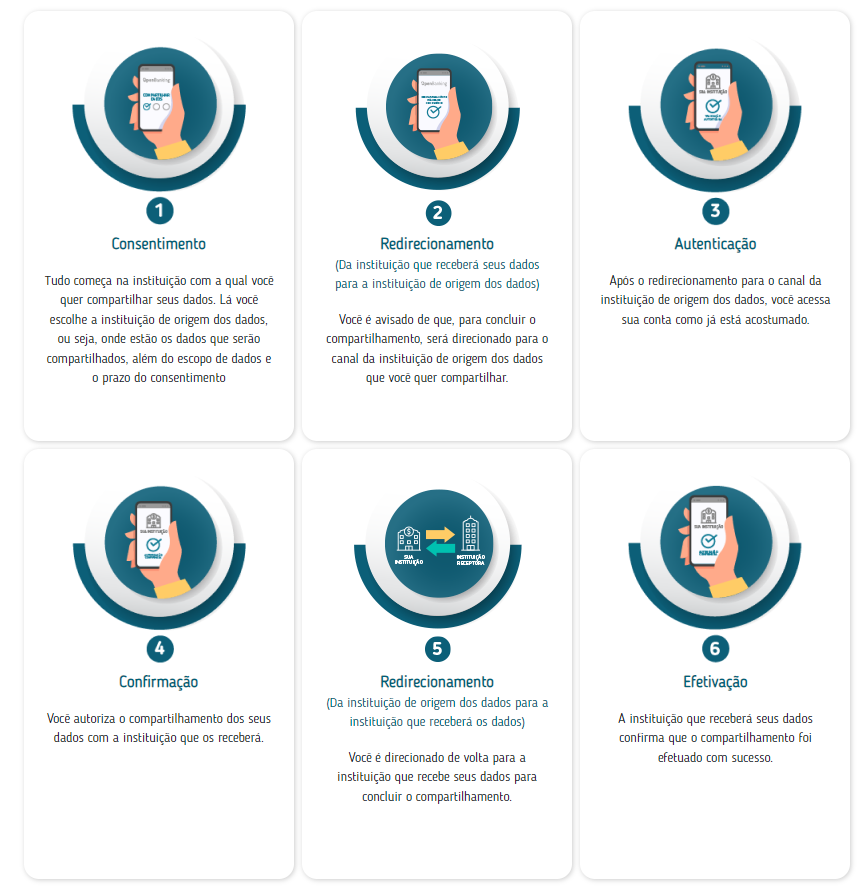 OpenBanking
COMPARTILHAR
DADOS
1
Consentimento
Tudo começa na instituição com a qual você
quer compartilhar seus dados. Lá você
escolhe a instituição de origem dos dados,
ou seja, onde estão os dados que serão
compartilhados, além do escopo de dados e
o prazo do consentimento
OpenBanking
2
Redirecionamento
(Da instituição que receberá seus dados
para a instituição de origem dos dados)
Você é avisado de que, para concluir o
compartilhamento, será direcionado para o
canal da instituição de origem dos dados
que você quer compartilhar.
SUA INSTITUIÇÃO
3
Autenticação
Após o redirecionamento para o canal da
instituição de origem dos dados, você acessa
sua conta como já está acostumado.
SUA INSTITUIÇÃO
4
Confirmação
Você autoriza o compartilhamento dos seus
dados com a instituição que os receberá.
SUA
INSTITUIÇÃO
INSTITUIÇÃO
RECEPTORA
5
Redirecionamento
(Da instituição de origem dos dados para a
instituição que receberá os dados)
Você é direcionado de volta para a
instituição que recebe seus dados para
concluir o compartilhamento.
SUA INSTITUIÇÃO
6
Efetivação
A instituição que receberá seus dados
confirma que o compartilhamento foi
efetuado com sucesso.